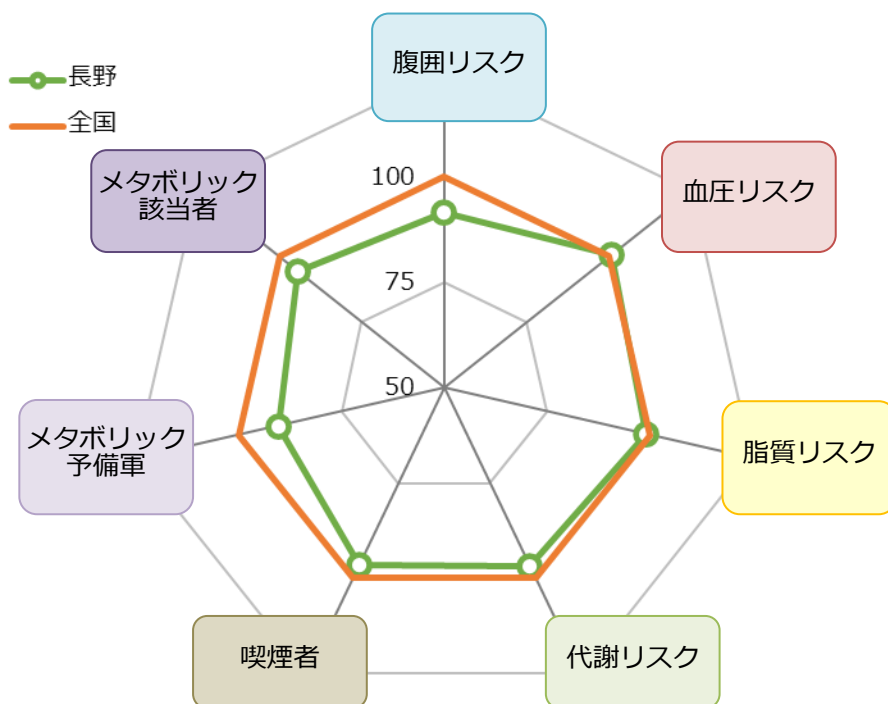 腹囲リスク
長野
全国
血圧リスク
メタボリック
該当者
100
75
50
メタボリック
予備軍
脂質リスク
喫煙者
代謝リスク